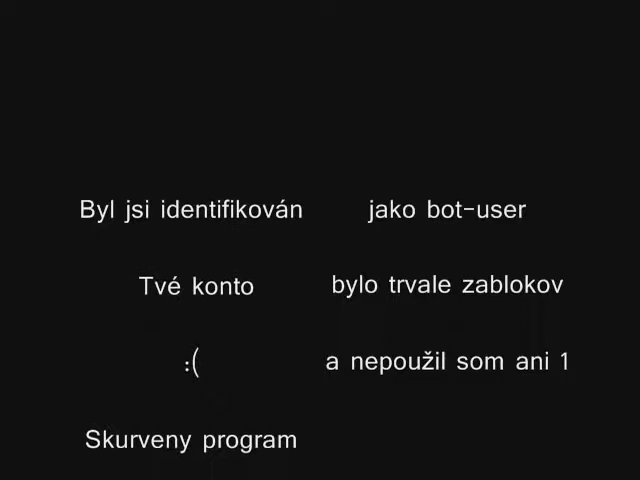 Byl jsi identifikován jako bot-user
Tvé konto bylo trvale zablokov
:( a nepoužil som ani 1
Skurveny program